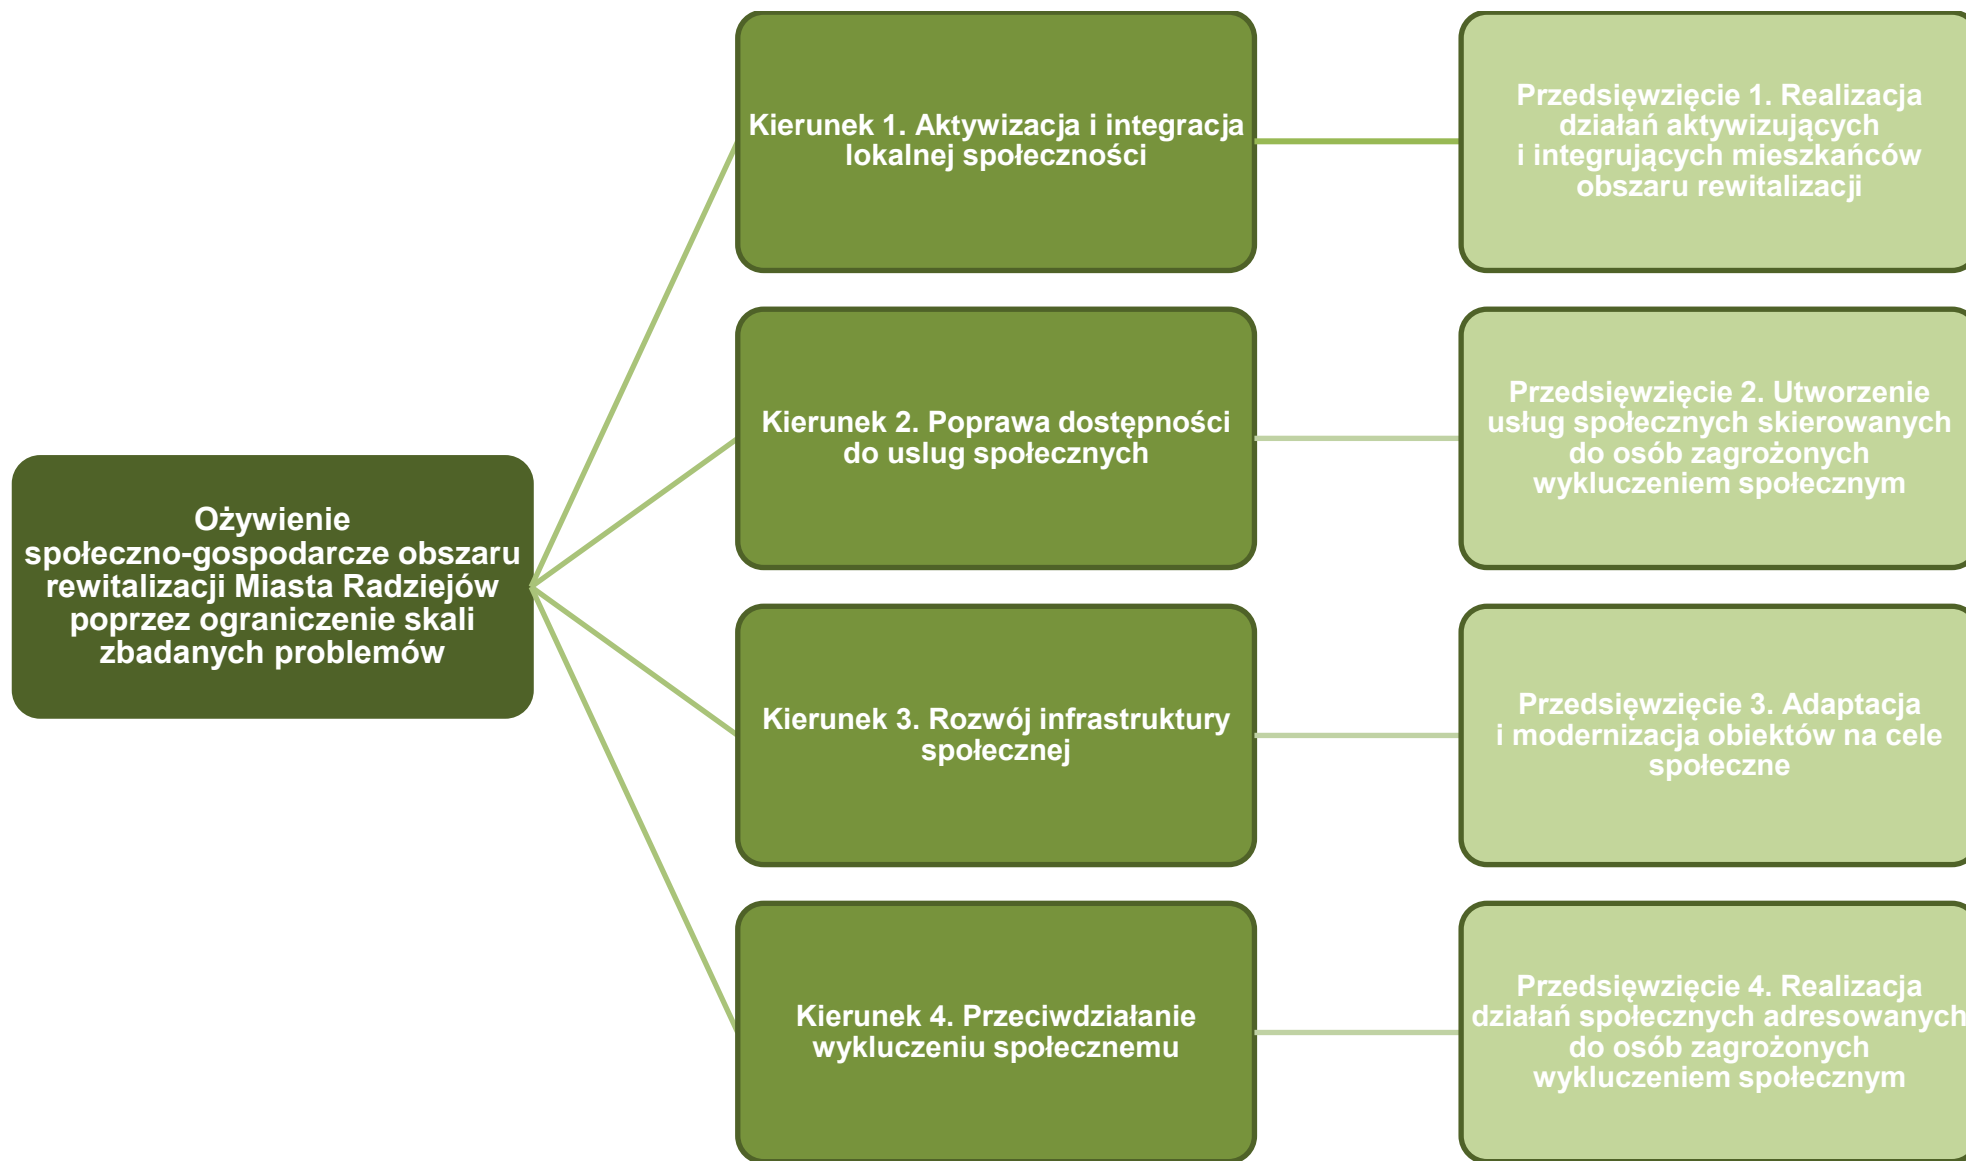 Ożywienie
społeczno-gospodarcze obszaru
rewitalizacji Miasta Radziejów
poprzez ograniczenie skali
zbadanych problemów
Kierunek 1. Aktywizacja i integracja
lokalnej społeczności
Przedsięwzięcie 1. Realizacja
działań aktywizujących
i integrujących mieszkańców
obszaru rewitalizacji
Kierunek 2. Poprawa dostępności
do uslug społecznych
Przedsięwzięcie 2. Utworzenie
usług społecznych skierowanych
do osób zagrożonych
wykluczeniem społecznym
Kierunek 3. Rozwój infrastruktury
społecznej
Przedsięwzięcie 3. Adaptacja
i modernizacja obiektów na cele
społeczne
Kierunek 4. Przeciwdziałanie
wykluczeniu społecznemu
Przedsięwzięcie 4. Realizacja
działań społecznych adresowanych
do osób zagrożonych
wykluczeniem społecznym